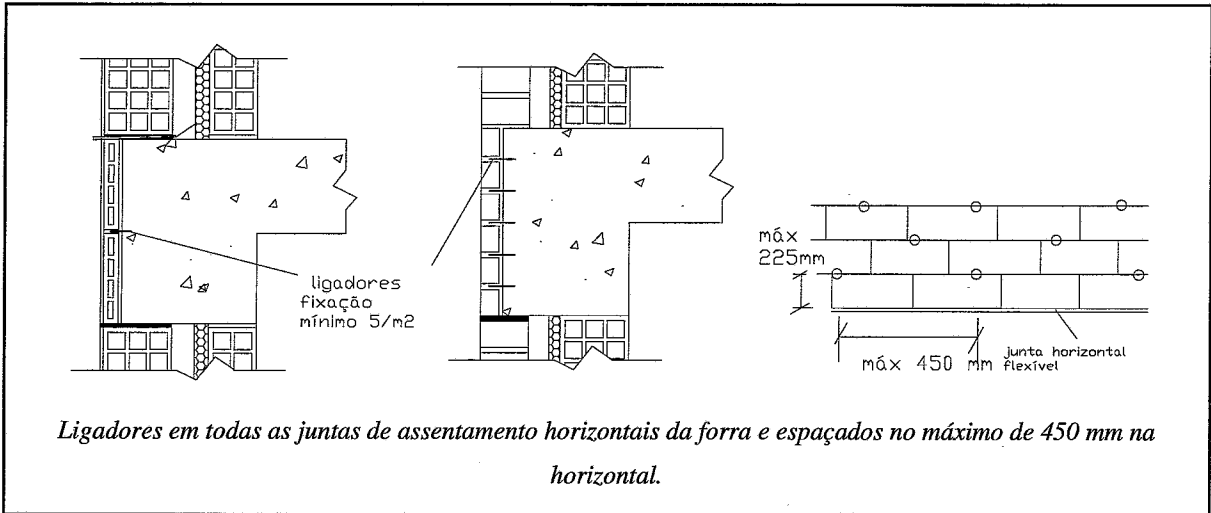 ligadores
fixação
mínimo 5/m2
máx
225mm
máx 450 mm
junta horizontal
flexível
Ligadores em todas as juntas de assentamento horizontais da forra e espaçados no máximo de 450 mm na
horizontal.